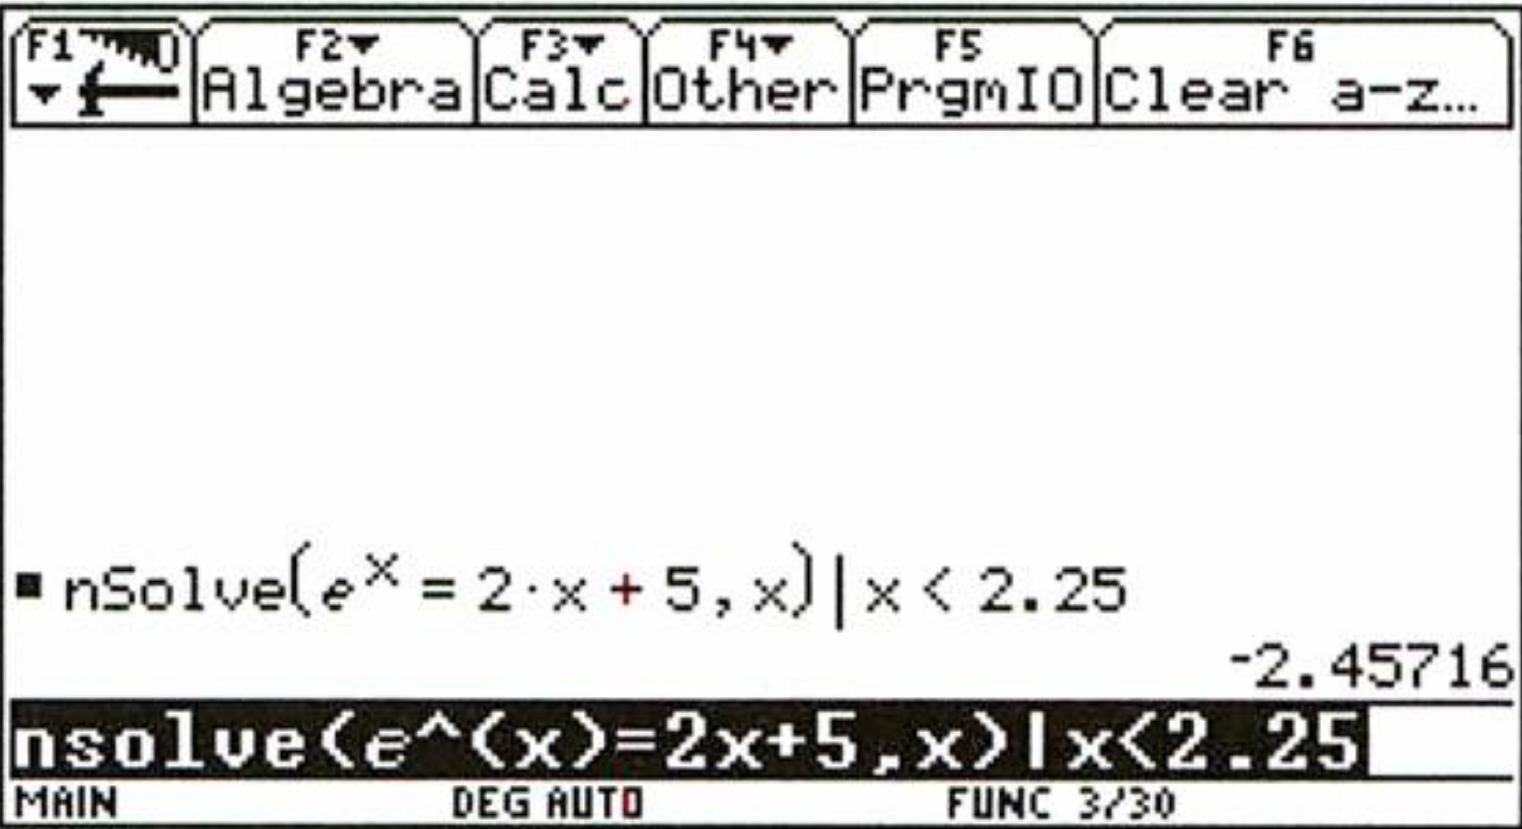 F1 F2 F3 F4 F5 F6
Algebra Calc Other PrgmIO Clear a-z…
▪ nSolve(eˣ = 2·x + 5, x)|x < 2.25
-2.45716
nsolve(e^(x)=2x+5,x)|x<2.25
MAIN DEG AUTO FUNC 3/30